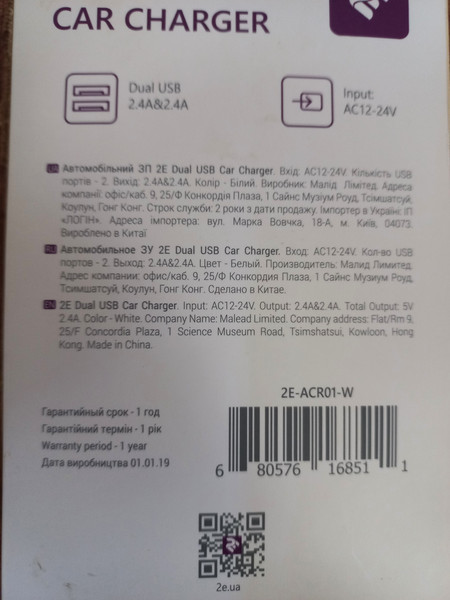 CAR CHARGER
Dual USB
2.4A&2.4A
Input:
AC12-24V
UA Автомобільний ЗП 2E Dual USB Car Charger. Вхід: AC12-24V. Кількість USB
портів - 2. Вихід: 2.4A&2.4A. Колір - Білий. Виробник: Малід Лімітед. Адреса
компанії: офіс/каб. 9, 25/Ф Конкордія Плаза, 1 Сайнс Музіум Роуд, Тсімшатсуі,
Коулун, Гонг Конг. Строк служби: 2 роки з дати продажу. Імпортер в Україні: ІП
«ЛОГІН». Адреса імпортера: вул. Марка Вовчка, 18-А, м. Київ, 04073.
Вироблено в Китаї
RU Автомобильное ЗУ 2E Dual USB Car Charger. Вход: AC12-24V. Кол-во USB
портов - 2. Выход: 2.4A&2.4A. Цвет - Белый. Производитель: Малид Лимитед.
Адрес компании: офис/каб. 9, 25/Ф Конкордия Плаза, 1 Сайнс Музиум Роуд,
Тсимшатсуи, Коулун, Гонг Конг. Сделано в Китае.
EN 2E Dual USB Car Charger. Input: AC12-24V. Output: 2.4A&2.4A. Total Output: 5V
2.4A. Color - White. Company Name: Malead Limited. Company address: Flat/Rm 9,
25/F Concordia Plaza, 1 Science Museum Road, Tsimshatsui, Kowloon, Hong
Kong. Made in China.
2E-ACR01-W
Гарантийный срок - 1 год
Гарантійний термін - 1 рік
Warranty period - 1 year
Дата виробництва 01.01.19
6 80576 16851 1
2e.ua